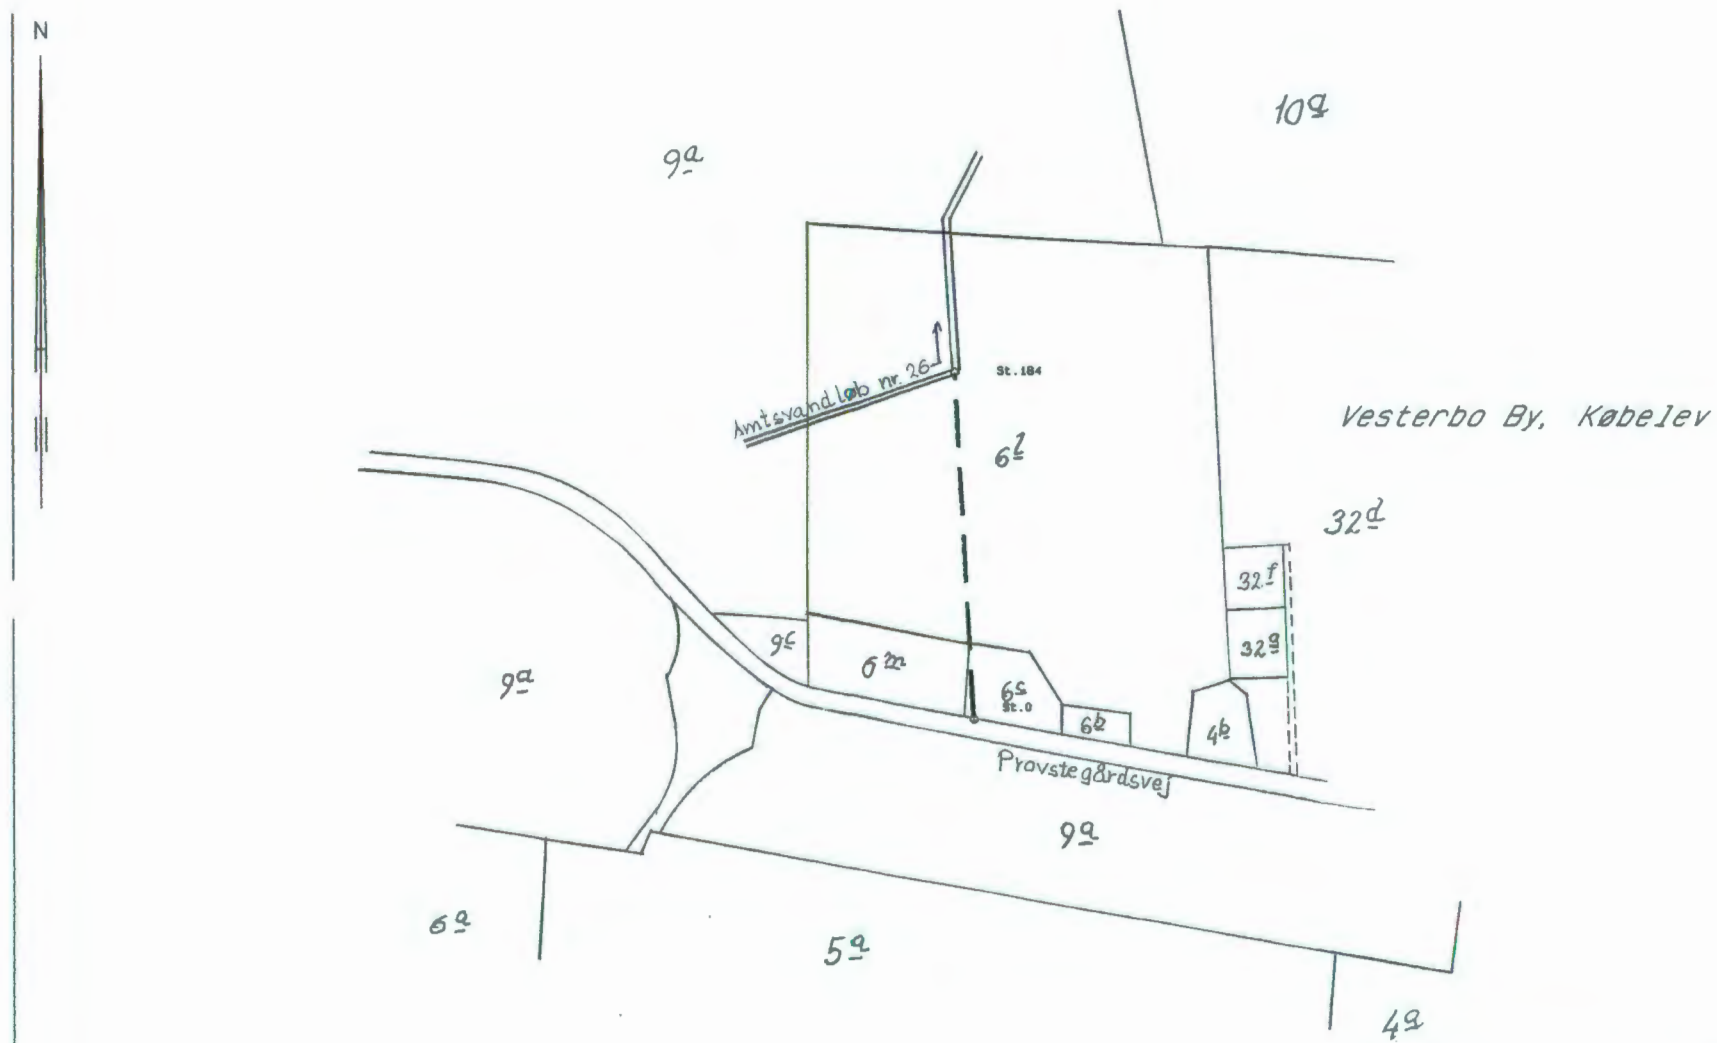 N
10a
9a
St. 184
Amtsvandløb nr. 26
Vesterbo By, Købelev
6l
32d
32f
32a
9c
6m
6c
St. 0
9a
6b
4b
Provstegårdsvej
9a
6a
5a
4a